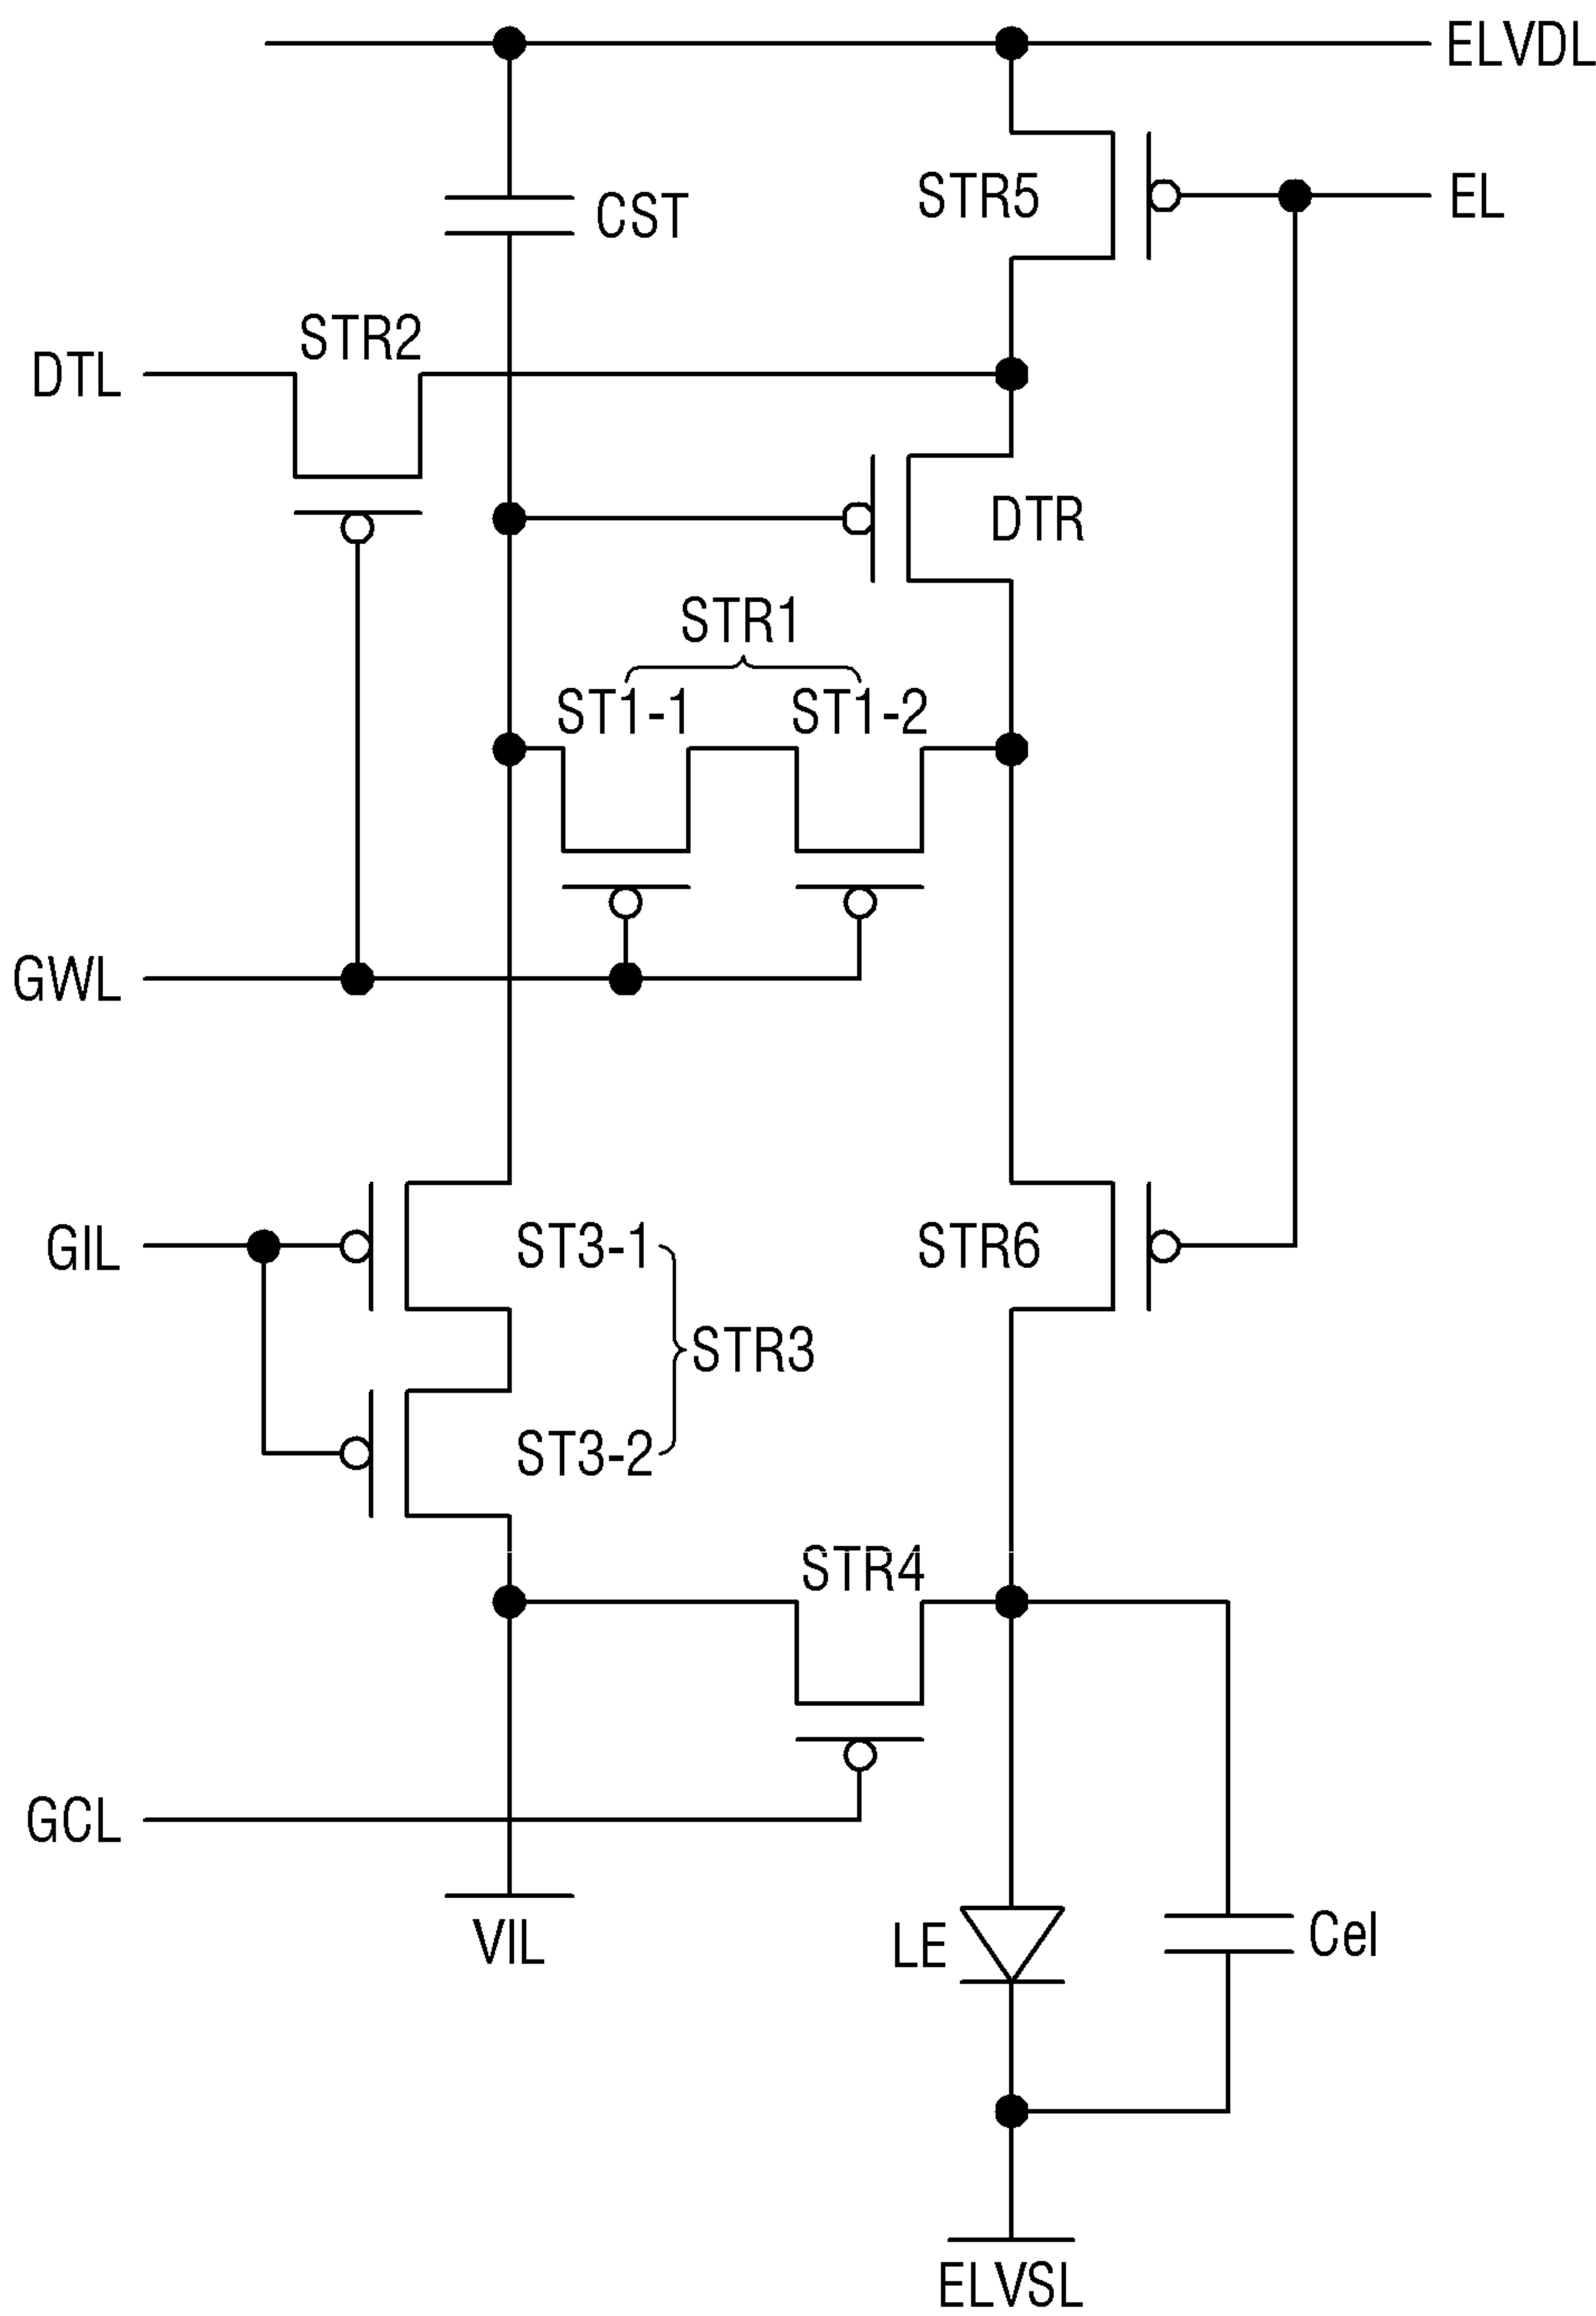 ELVDL
STR5
EL
CST
STR2
DTL
DTR
STR1
ST1-1
ST1-2
GWL
GIL
ST3-1
STR6
STR3
ST3-2
STR4
GCL
VIL
LE
Cel
ELVSL